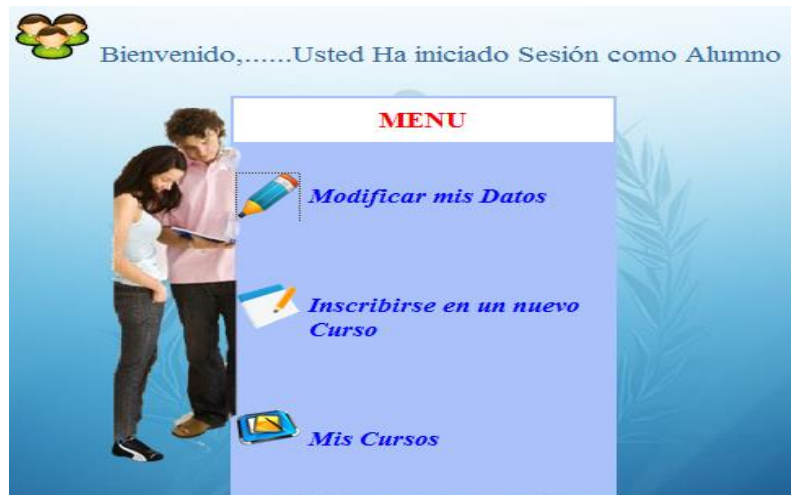 Bienvenido,......Usted Ha iniciado Sesión como Alumno
MENU
Modificar mis Datos
Inscribirse en un nuevo
Curso
Mis Cursos